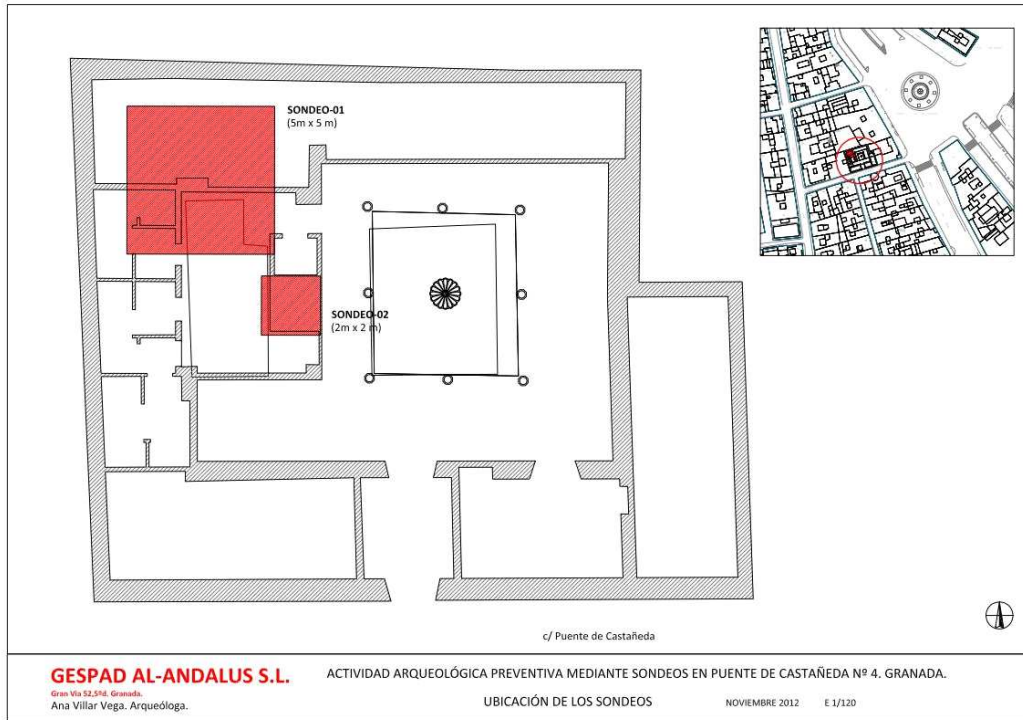 SONDEO-01
(5m x 5 m)
SONDEO-02
(2m x 2 m)
c/ Puente de Castañeda
GESPAD AL-ANDALUS S.L.
Gran Via 52,5ºd. Granada.
Ana Villar Vega. Arqueóloga.
ACTIVIDAD ARQUEOLÓGICA PREVENTIVA MEDIANTE SONDEOS EN PUENTE DE CASTAÑEDA Nº 4. GRANADA.
UBICACIÓN DE LOS SONDEOS
NOVIEMBRE 2012 E 1/120